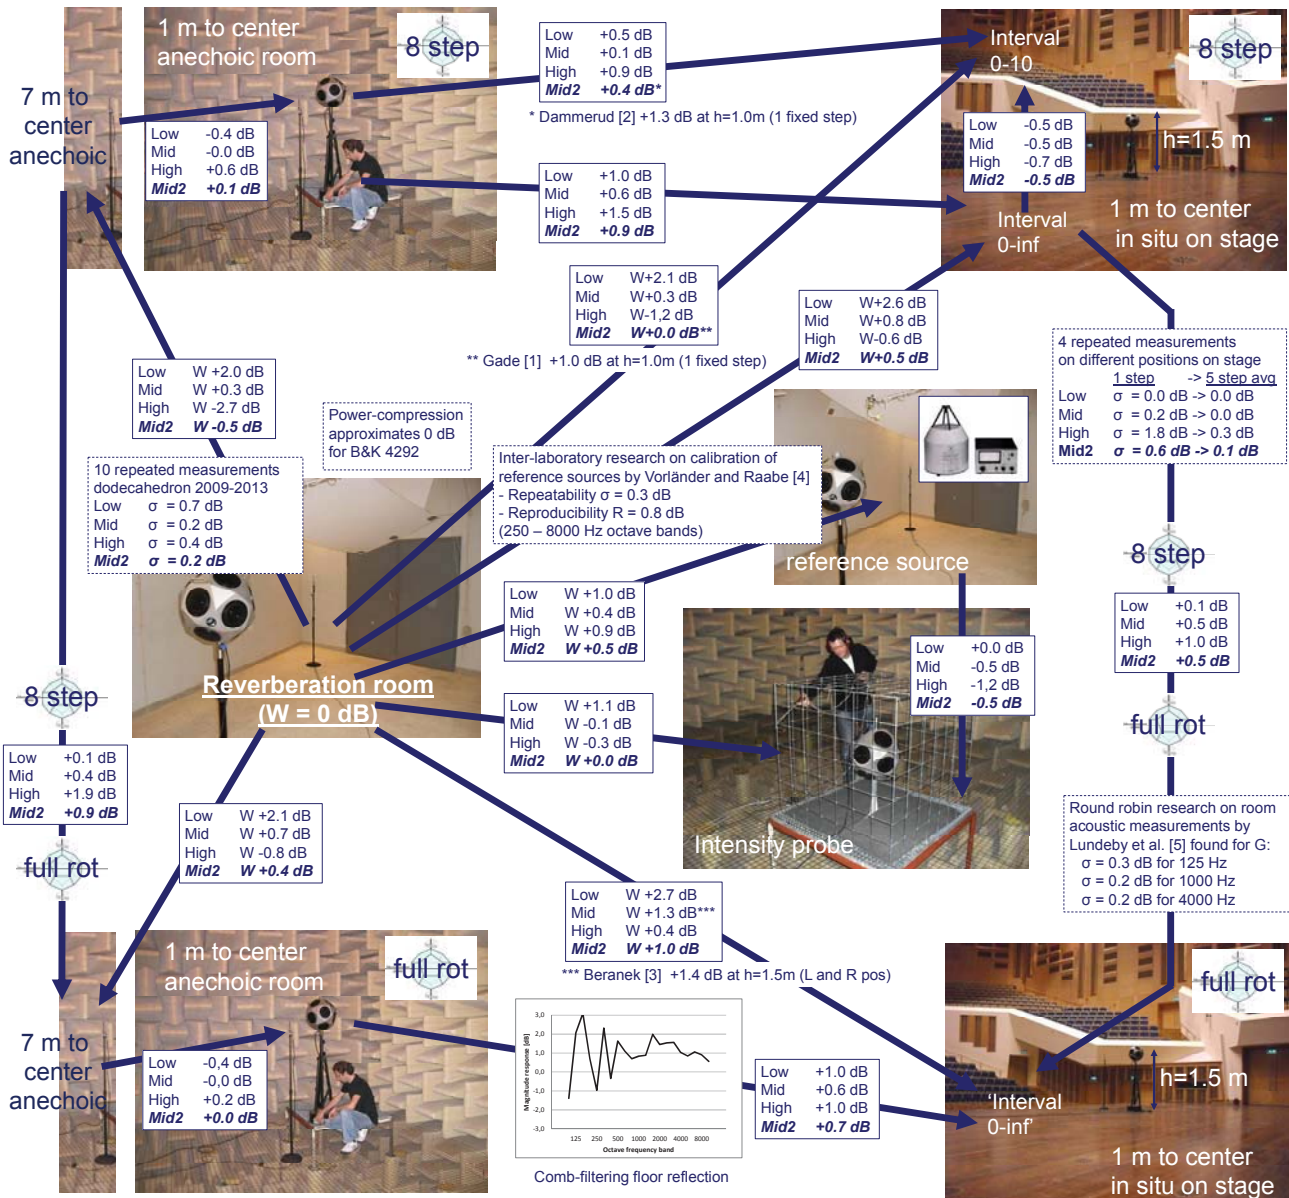 1 m to center
anechoic room
8 step
7 m to
center
anechoic
Low -0.4 dB
Mid -0.0 dB
High +0.6 dB
Mid2 +0.1 dB
Low +0.5 dB
Mid +0.1 dB
High +0.9 dB
Mid2 +0.4 dB*
* Dammerud [2] +1.3 dB at h=1.0m (1 fixed step)
Low +1.0 dB
Mid +0.6 dB
High +1.5 dB
Mid2 +0.9 dB
Interval
0-10
8 step
Low -0.5 dB
Mid -0.5 dB
High -0.7 dB
Mid2 -0.5 dB
h=1.5 m
Interval
0-inf
1 m to center
in situ on stage
Low W+2.1 dB
Mid W+0.3 dB
High W-1,2 dB
Mid2 W+0.0 dB**
** Gade [1] +1.0 dB at h=1.0m (1 fixed step)
Low W+2.6 dB
Mid W+0.8 dB
High W-0.6 dB
Mid2 W+0.5 dB
4 repeated measurements
on different positions on stage
1 step -> 5 step avg
Low σ = 0.0 dB -> 0.0 dB
Mid σ = 0.2 dB -> 0.0 dB
High σ = 1.8 dB -> 0.3 dB
Mid2 σ = 0.6 dB -> 0.1 dB
Low W +2.0 dB
Mid W +0.3 dB
High W -2.7 dB
Mid2 W -0.5 dB
Power-compression
approximates 0 dB
for B&K 4292
10 repeated measurements
dodecahedron 2009-2013
Low σ = 0.7 dB
Mid σ = 0.2 dB
High σ = 0.4 dB
Mid2 σ = 0.2 dB
Inter-laboratory research on calibration of
reference sources by Vorländer and Raabe [4]
- Repeatability σ = 0.3 dB
- Reproducibility R = 0.8 dB
(250 – 8000 Hz octave bands)
reference source
8 step
Low +0.1 dB
Mid +0.5 dB
High +1.0 dB
Mid2 +0.5 dB
full rot
Low W +1.0 dB
Mid W +0.4 dB
High W +0.9 dB
Mid2 W +0.5 dB
Low +0.0 dB
Mid -0.5 dB
High -1,2 dB
Mid2 -0.5 dB
Reverberation room
(W = 0 dB)
Low W +1.1 dB
Mid W -0.1 dB
High W -0.3 dB
Mid2 W +0.0 dB
Intensity probe
8 step
Low +0.1 dB
Mid +0.4 dB
High +1.9 dB
Mid2 +0.9 dB
full rot
Low W +2.1 dB
Mid W +0.7 dB
High W -0.8 dB
Mid2 W +0.4 dB
Round robin research on room
acoustic measurements by
Lundeby et al. [5] found for G:
σ = 0.3 dB for 125 Hz
σ = 0.2 dB for 1000 Hz
σ = 0.2 dB for 4000 Hz
Low W +2.7 dB
Mid W +1.3 dB***
High W +0.4 dB
Mid2 W +1.0 dB
*** Beranek [3] +1.4 dB at h=1.5m (L and R pos)
1 m to center
anechoic room
full rot
7 m to
center
anechoic
Low -0,4 dB
Mid -0,0 dB
High +0.2 dB
Mid2 +0.0 dB
Magnitude response [dB]
3,0
2,0
1,0
0,0
-1,0
-2,0
-3,0
125 250 500 1000 2000 4000 8000
Octave frequency band
Comb-filtering floor reflection
Low +1.0 dB
Mid +0.6 dB
High +1.0 dB
Mid2 +0.7 dB
full rot
h=1.5 m
'Interval
0-inf'
1 m to center
in situ on stage